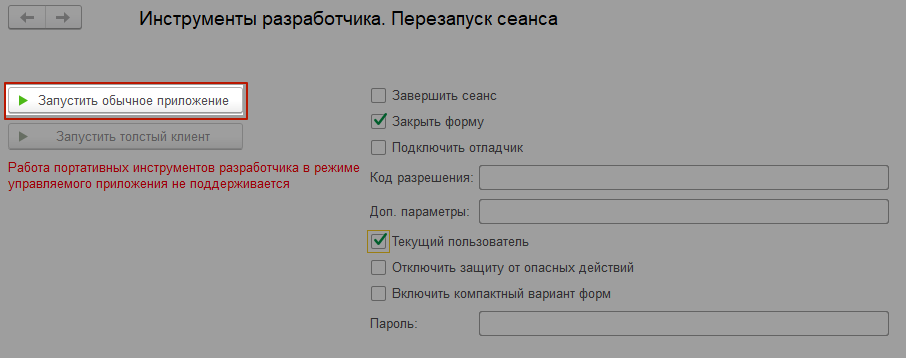 Инструменты разработчика. Перезапуск сеанса
Запустить обычное приложение
Запустить толстый клиент
Работа портативных инструментов разработчика в режиме
управляемого приложения не поддерживается
Завершить сеанс
Закрыть форму
Подключить отладчик
Код разрешения:
Доп. параметры:
Текущий пользователь
Отключить защиту от опасных действий
Включить компактный вариант форм
Пароль: